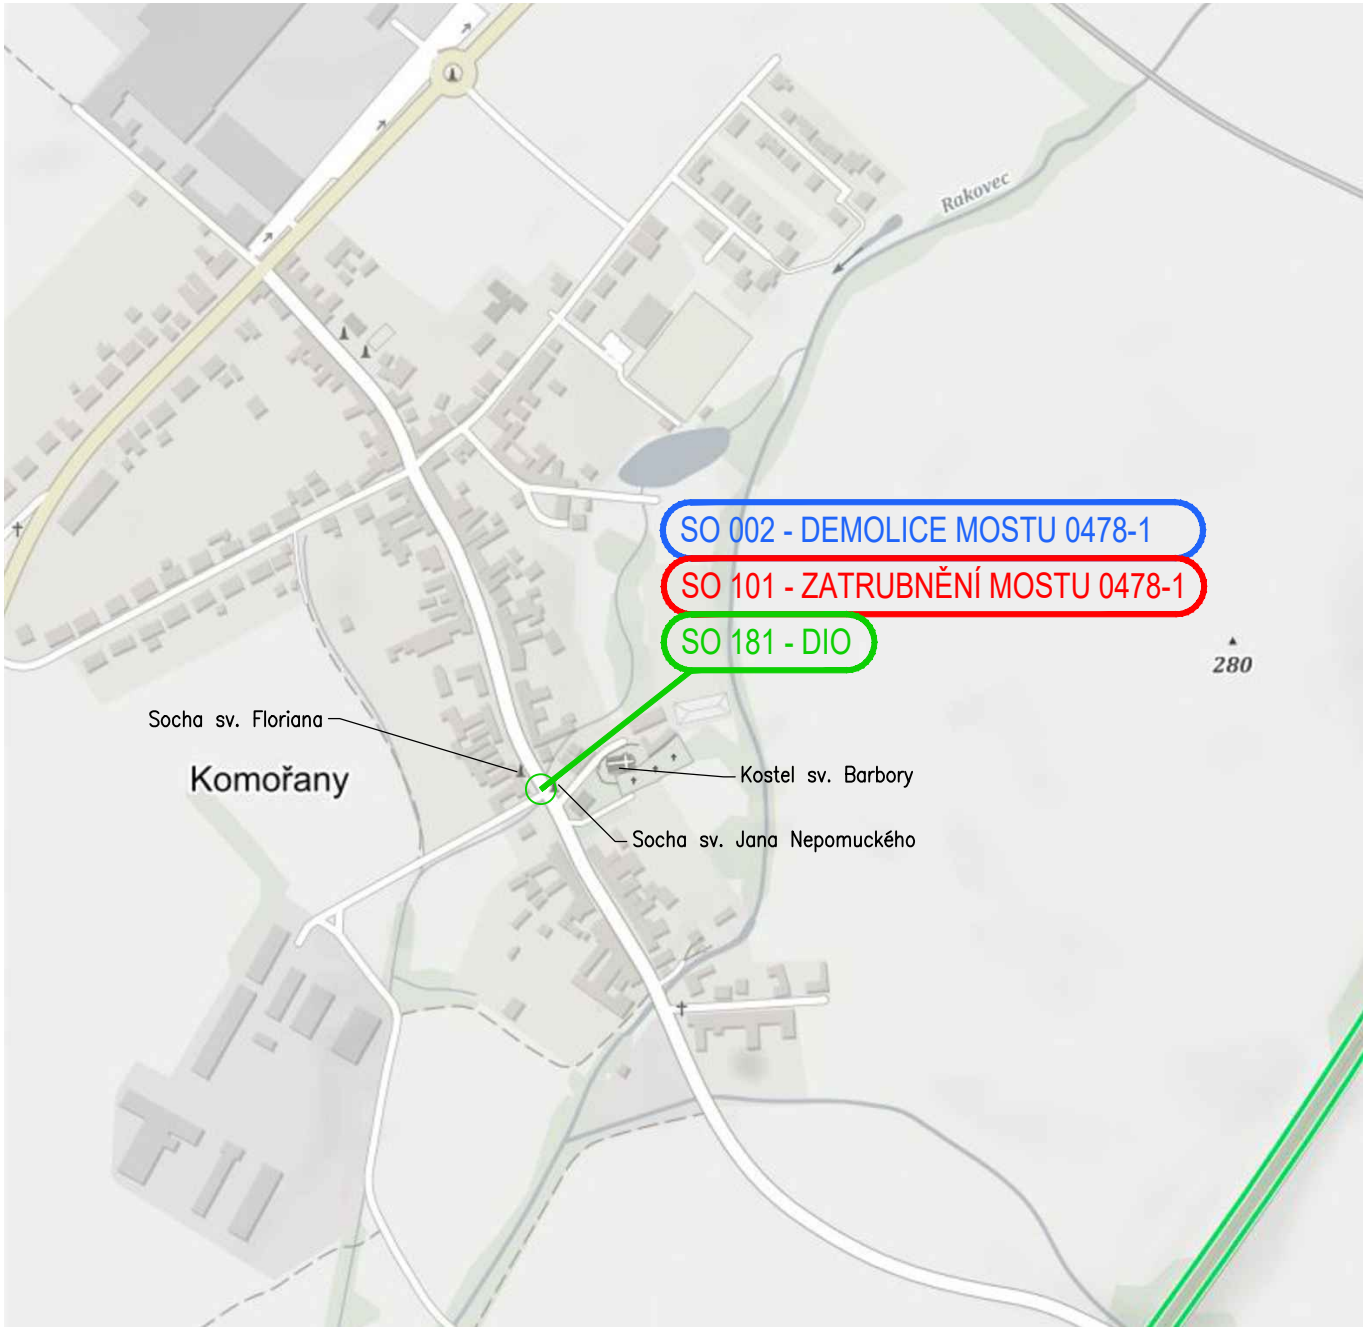 Rakovec
SO 002 - DEMOLICE MOSTU 0478-1
SO 101 - ZATRUBNĚNÍ MOSTU 0478-1
SO 181 - DIO
280
Socha sv. Floriana
Komořany
Kostel sv. Barbory
Socha sv. Jana Nepomuckého